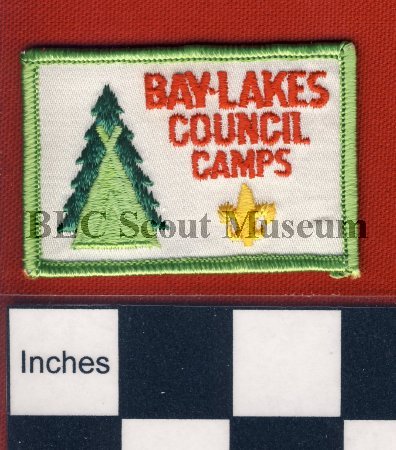 BAY-LAKES
COUNCIL
CAMPS
BLC Scout Museum
Inches